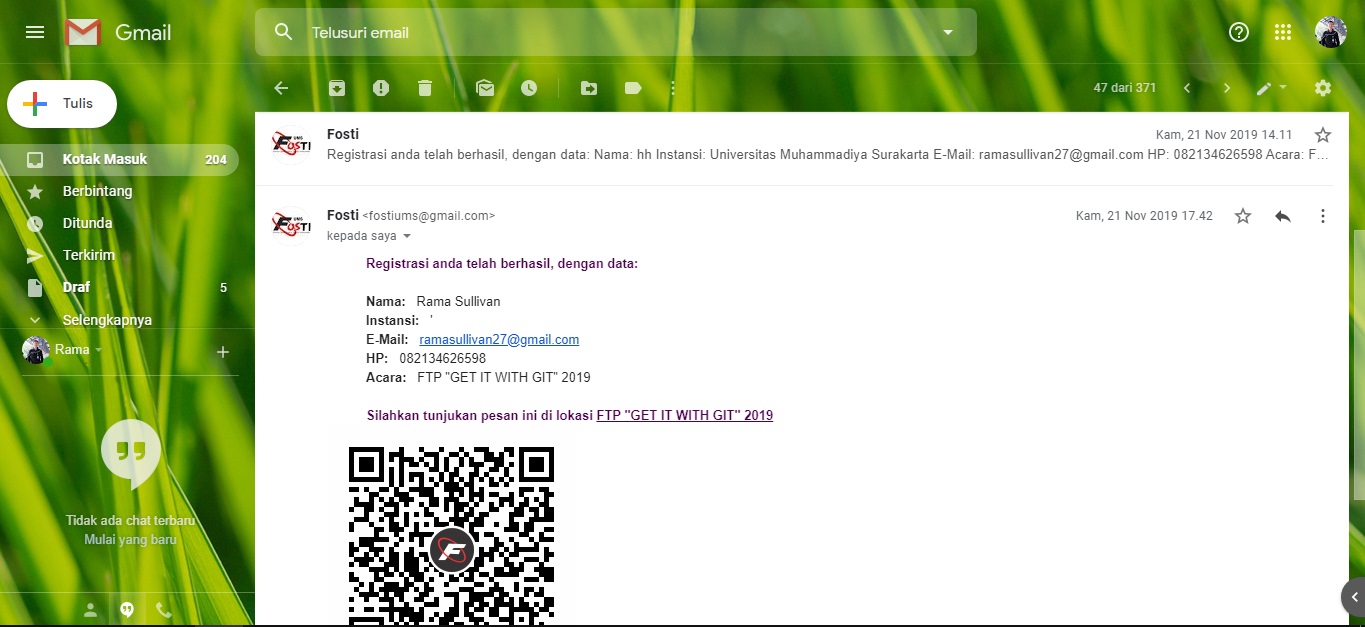 Gmail
Telusuri email
Tulis
47 dari 371
Kotak Masuk 204
Berbintang
Ditunda
Terkirim
Draf 5
Selengkapnya
Rama
Tidak ada chat terbaru
Mulai yang baru
UMS
FOSTI
Fosti
Kam, 21 Nov 2019 14.11
Registrasi anda telah berhasil, dengan data: Nama: hh Instansi: Universitas Muhammadiya Surakarta E-Mail: ramasullivan27@gmail.com HP: 082134626598 Acara: F...
UMS
FOSTI
Fosti <fostiums@gmail.com>
Kam, 21 Nov 2019 17.42
kepada saya
Registrasi anda telah berhasil, dengan data:
Nama: Rama Sullivan
Instansi: '
E-Mail: ramasullivan27@gmail.com
HP: 082134626598
Acara: FTP "GET IT WITH GIT" 2019
Silahkan tunjukan pesan ini di lokasi FTP "GET IT WITH GIT" 2019
F